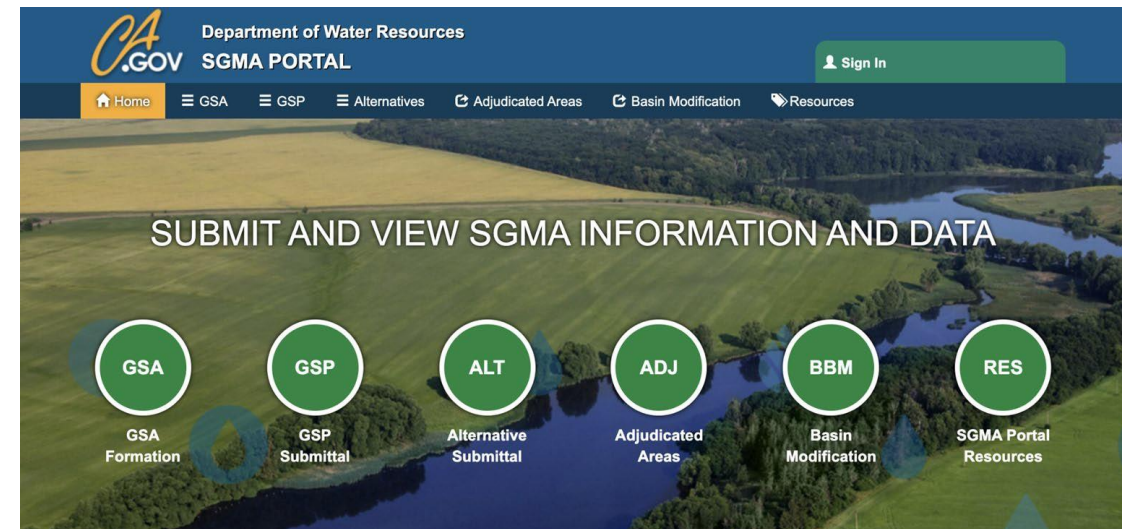 CA
.GOV
Department of Water Resources
SGMA PORTAL
Sign In
Home
GSA
GSP
Alternatives
Adjudicated Areas
Basin Modification
Resources
SUBMIT AND VIEW SGMA INFORMATION AND DATA
GSA
GSP
ALT
ADJ
BBM
RES
GSA
Formation
GSP
Submittal
Alternative
Submittal
Adjudicated
Areas
Basin
Modification
SGMA Portal
Resources